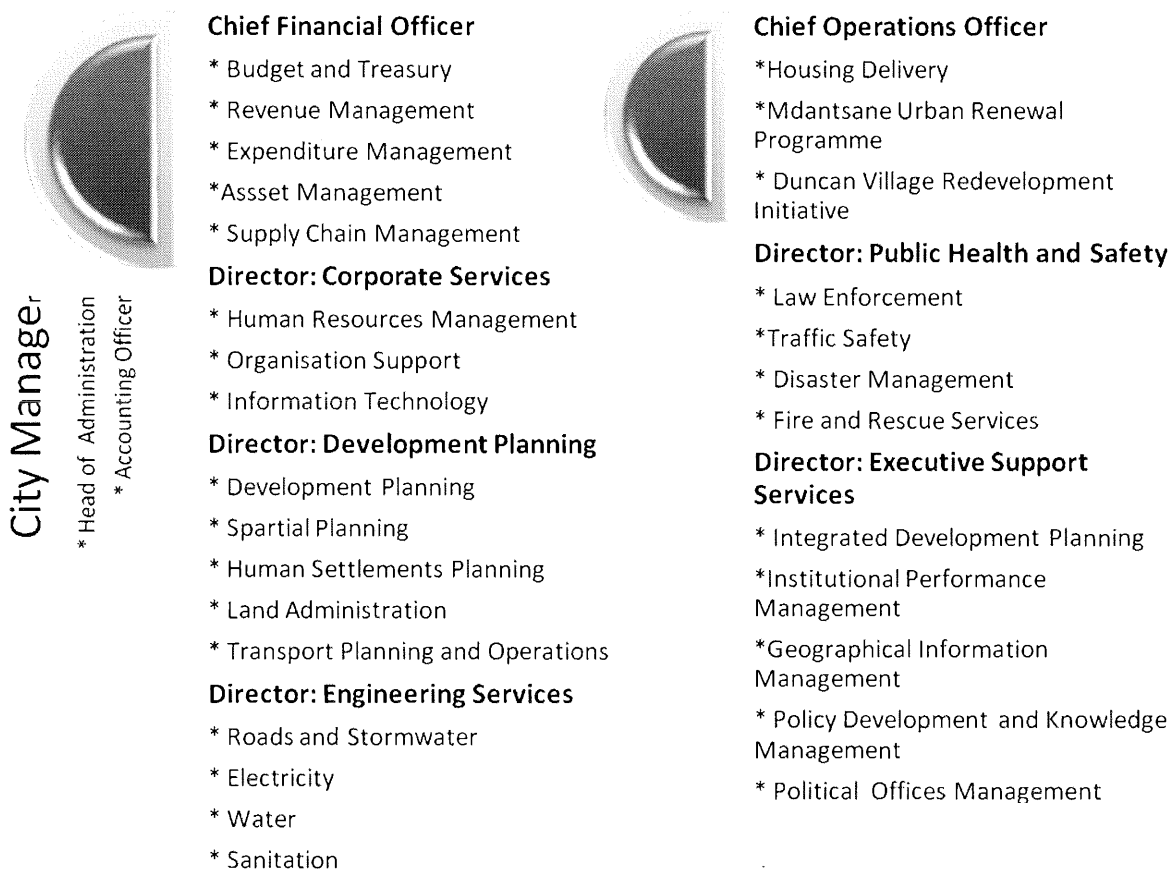 City Manager
* Head of Administration
* Accounting Officer
Chief Financial Officer
* Budget and Treasury
* Revenue Management
* Expenditure Management
*Assset Management
* Supply Chain Management
Director: Corporate Services
* Human Resources Management
* Organisation Support
* Information Technology
Director: Development Planning
* Development Planning
* Spartial Planning
* Human Settlements Planning
* Land Administration
* Transport Planning and Operations
Director: Engineering Services
* Roads and Stormwater
* Electricity
* Water
* Sanitation
Chief Operations Officer
*Housing Delivery
*Mdantsane Urban Renewal
Programme
* Duncan Village Redevelopment
Initiative
Director: Public Health and Safety
* Law Enforcement
*Traffic Safety
* Disaster Management
* Fire and Rescue Services
Director: Executive Support
Services
* Integrated Development Planning
*Institutional Performance
Management
*Geographical Information
Management
* Policy Development and Knowledge
Management
* Political Offices Management